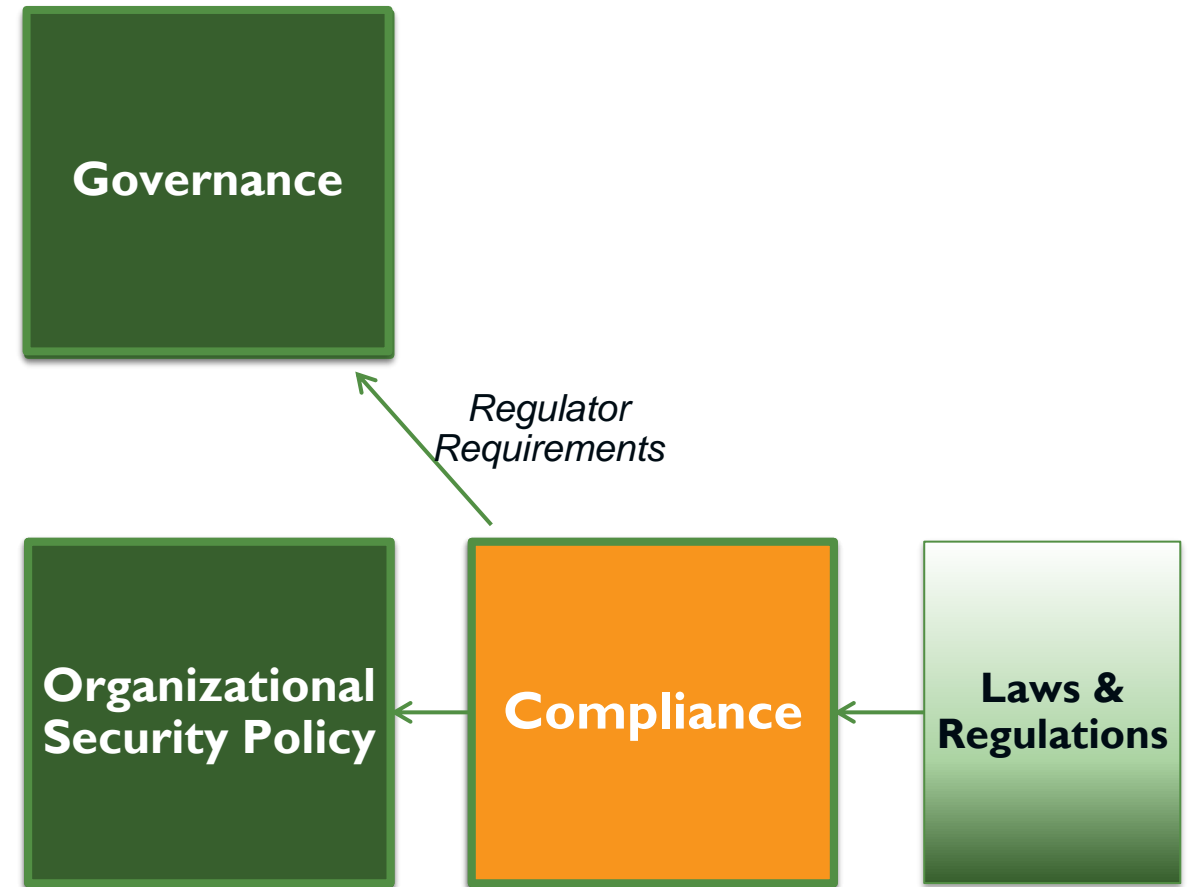 Governance
Regulator
Requirements
Organizational
Security Policy
Compliance
Laws &
Regulations